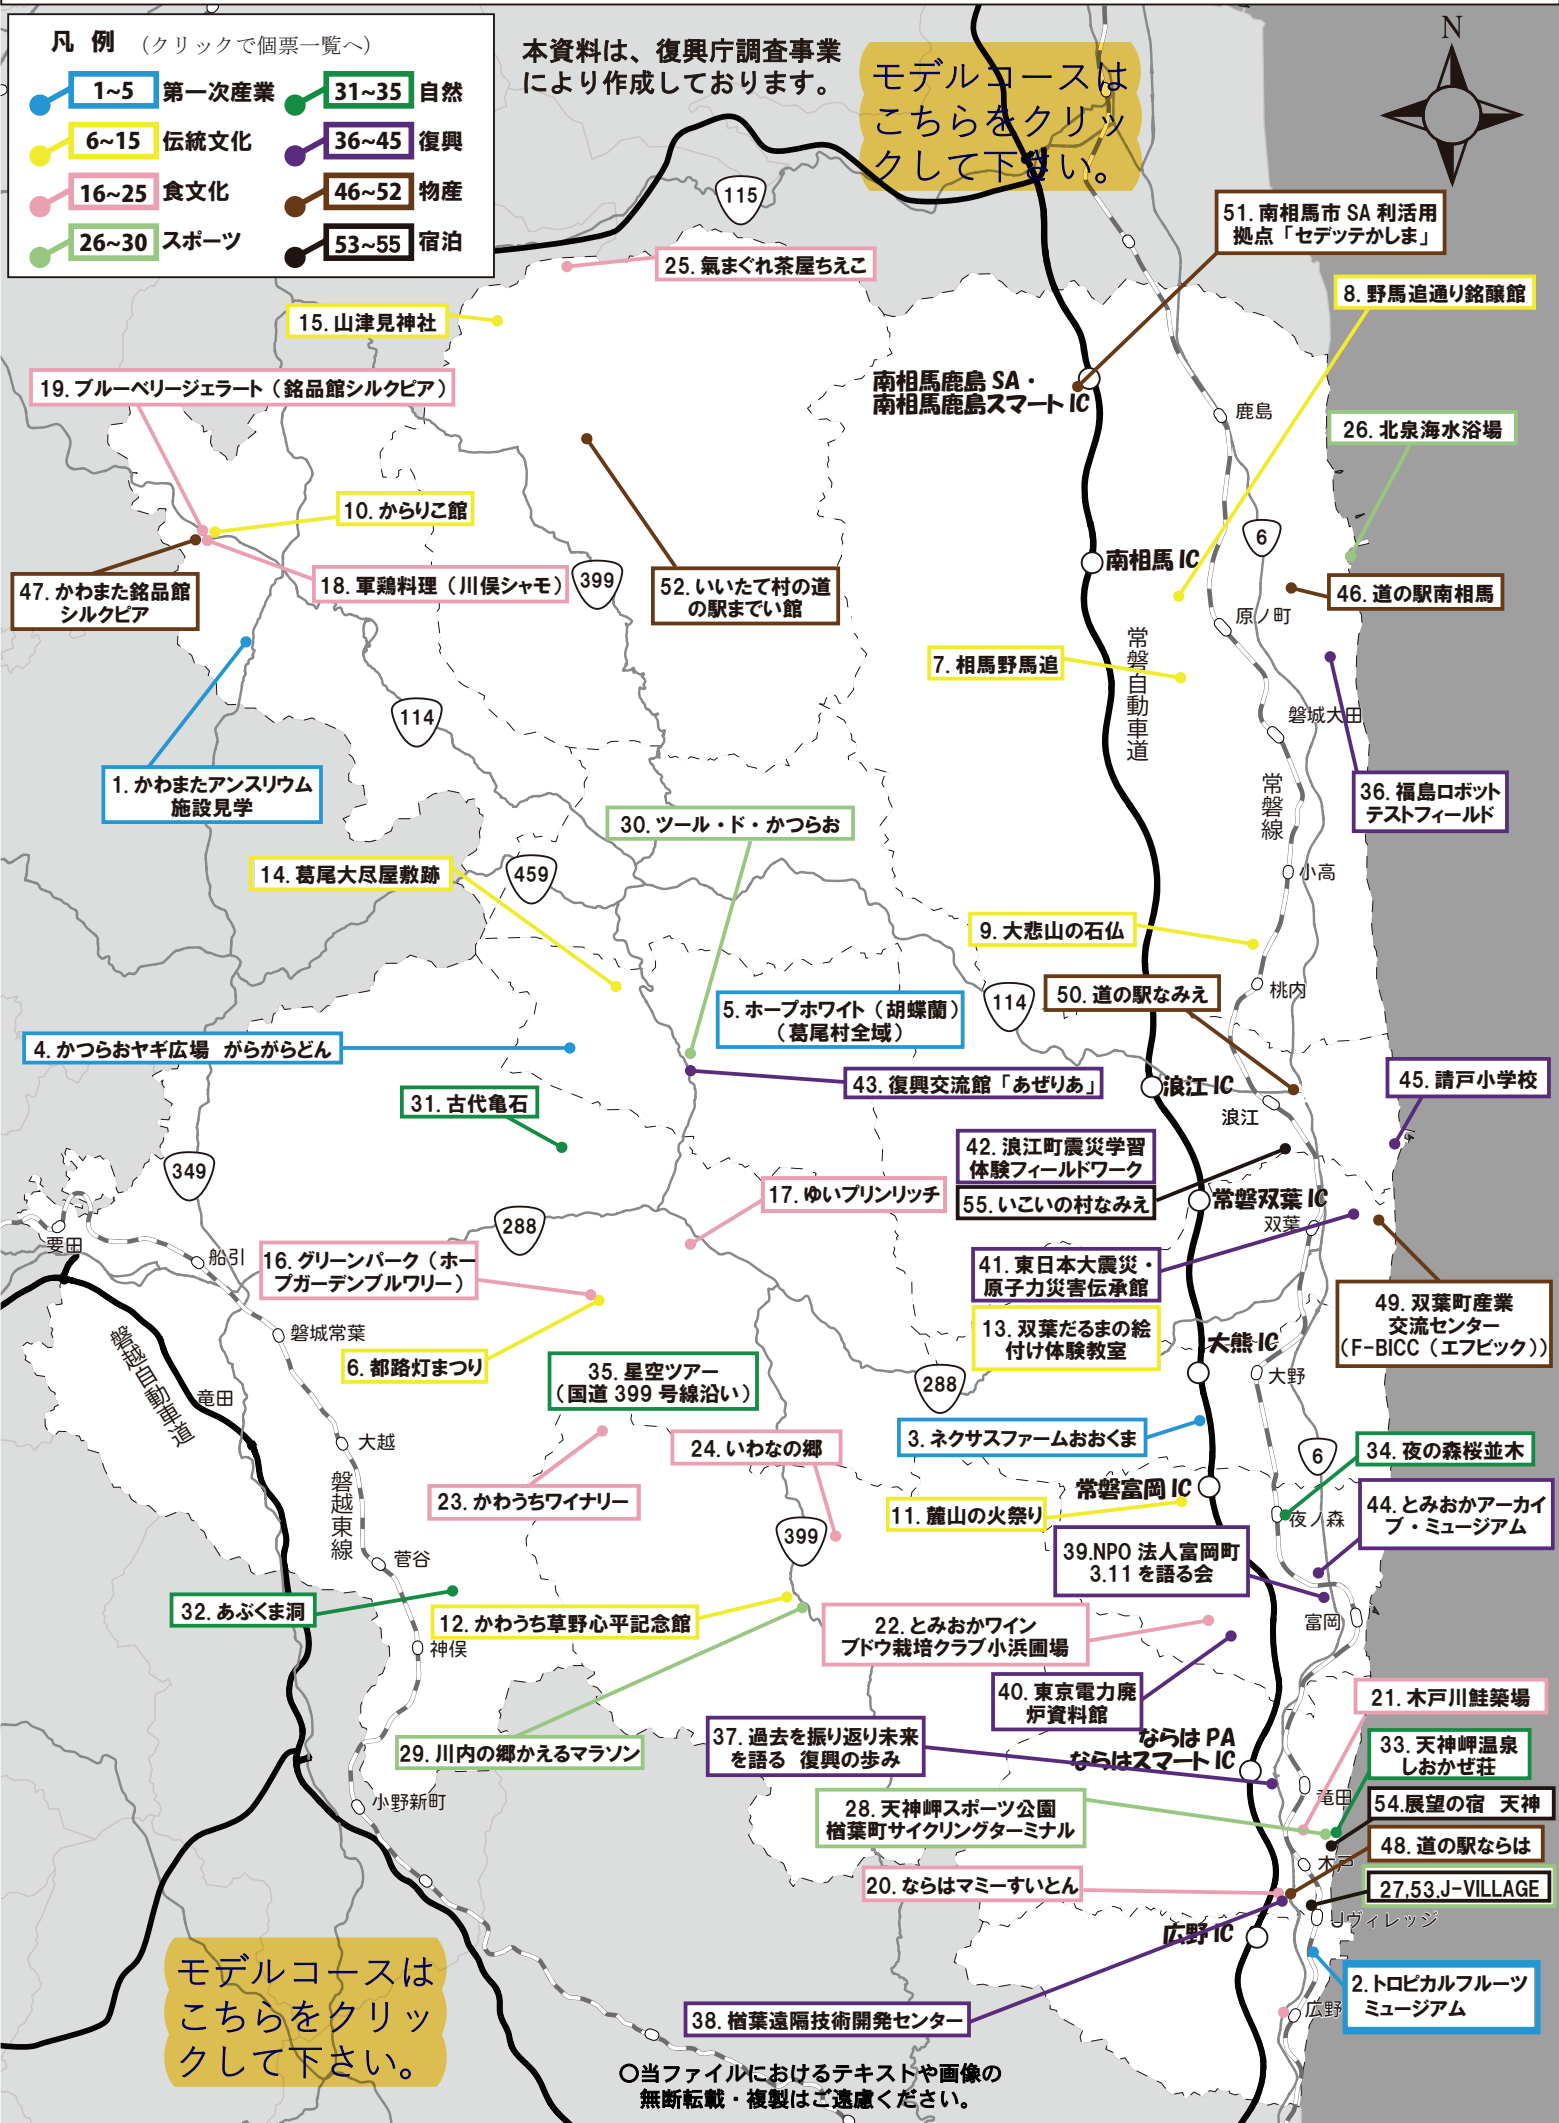 凡 例 (クリックで個票一覧へ)
1~5 第一次産業
6~15 伝統文化
16~25 食文化
26~30 スポーツ
31~35 自然
36~45 復興
46~52 物産
53~55 宿泊
本資料は、復興庁調査事業
により作成しております。
モデルコースは
こちらをクリッ
クして下さい。
N
115
51. 南相馬市 SA 利活用
拠点「セデッテかしま」
25. 氣まぐれ茶屋ちえこ
8. 野馬追通り銘醸館
15. 山津見神社
19. ブルーベリージェラート(銘品館シルクピア)
南相馬鹿島 SA・
南相馬鹿島スマート IC
鹿島
26. 北泉海水浴場
10. からりこ館
6
南相馬 IC
18. 軍鶏料理(川俣シャモ)
399
47. かわまた銘品館
シルクピア
52. いいたて村の道
の駅までい館
46. 道の駅南相馬
原ノ町
7. 相馬野馬追
常磐自動車道
114
磐城大田
1. かわまたアンスリウム
施設見学
常磐線
36. 福島ロボット
テストフィールド
30. ツール・ド・かつらお
14. 葛尾大尽屋敷跡
459
小高
9. 大悲山の石仏
桃内
50. 道の駅なみえ
114
5. ホープホワイト(胡蝶蘭)
(葛尾村全域)
4. かつらおヤギ広場 がらがらどん
43. 復興交流館「あぜりあ」
浪江 IC
45. 請戸小学校
31. 古代亀石
浪江
42. 浪江町震災学習
体験フィールドワーク
349
17. ゆいプリンリッチ
55. いこいの村なみえ
常磐双葉 IC
双葉
288
要田
船引
16. グリーンパーク(ホー
プガーデンブルワリー)
41. 東日本大震災・
原子力災害伝承館
49. 双葉町産業
交流センター
(F-BICC(エフビック))
13. 双葉だるまの絵
付け体験教室
大熊 IC
磐城常葉
6. 都路灯まつり
磐越自動車道
35. 星空ツアー
(国道 399 号線沿い)
288
大野
竜田
3. ネクサスファームおおくま
大越
24. いわなの郷
6
34. 夜の森桜並木
磐越東線
23. かわうちワイナリー
常磐富岡 IC
11. 麓山の火祭り
夜ノ森
44. とみおかアーカイ
ブ・ミュージアム
399
39.NPO 法人富岡町
3.11 を語る会
菅谷
32. あぶくま洞
12. かわうち草野心平記念館
22. とみおかワイン
ブドウ栽培クラブ小浜圃場
富岡
神俣
40. 東京電力廃
炉資料館
21. 木戸川鮭簗場
29. 川内の郷かえるマラソン
37. 過去を振り返り未来
を語る 復興の歩み
ならは PA
ならはスマート IC
33. 天神岬温泉
しおかぜ荘
竜田
54.展望の宿 天神
小野新町
28. 天神岬スポーツ公園
楢葉町サイクリングターミナル
48. 道の駅ならは
木戸
20. ならはマミーすいとん
27,53.J-VILLAGE
Jヴィレッジ
広野 IC
モデルコースは
こちらをクリッ
クして下さい。
2.トロピカルフルーツ
ミュージアム
広野
38. 楢葉遠隔技術開発センター
○当ファイルにおけるテキストや画像の
無断転載・複製はご遠慮ください。